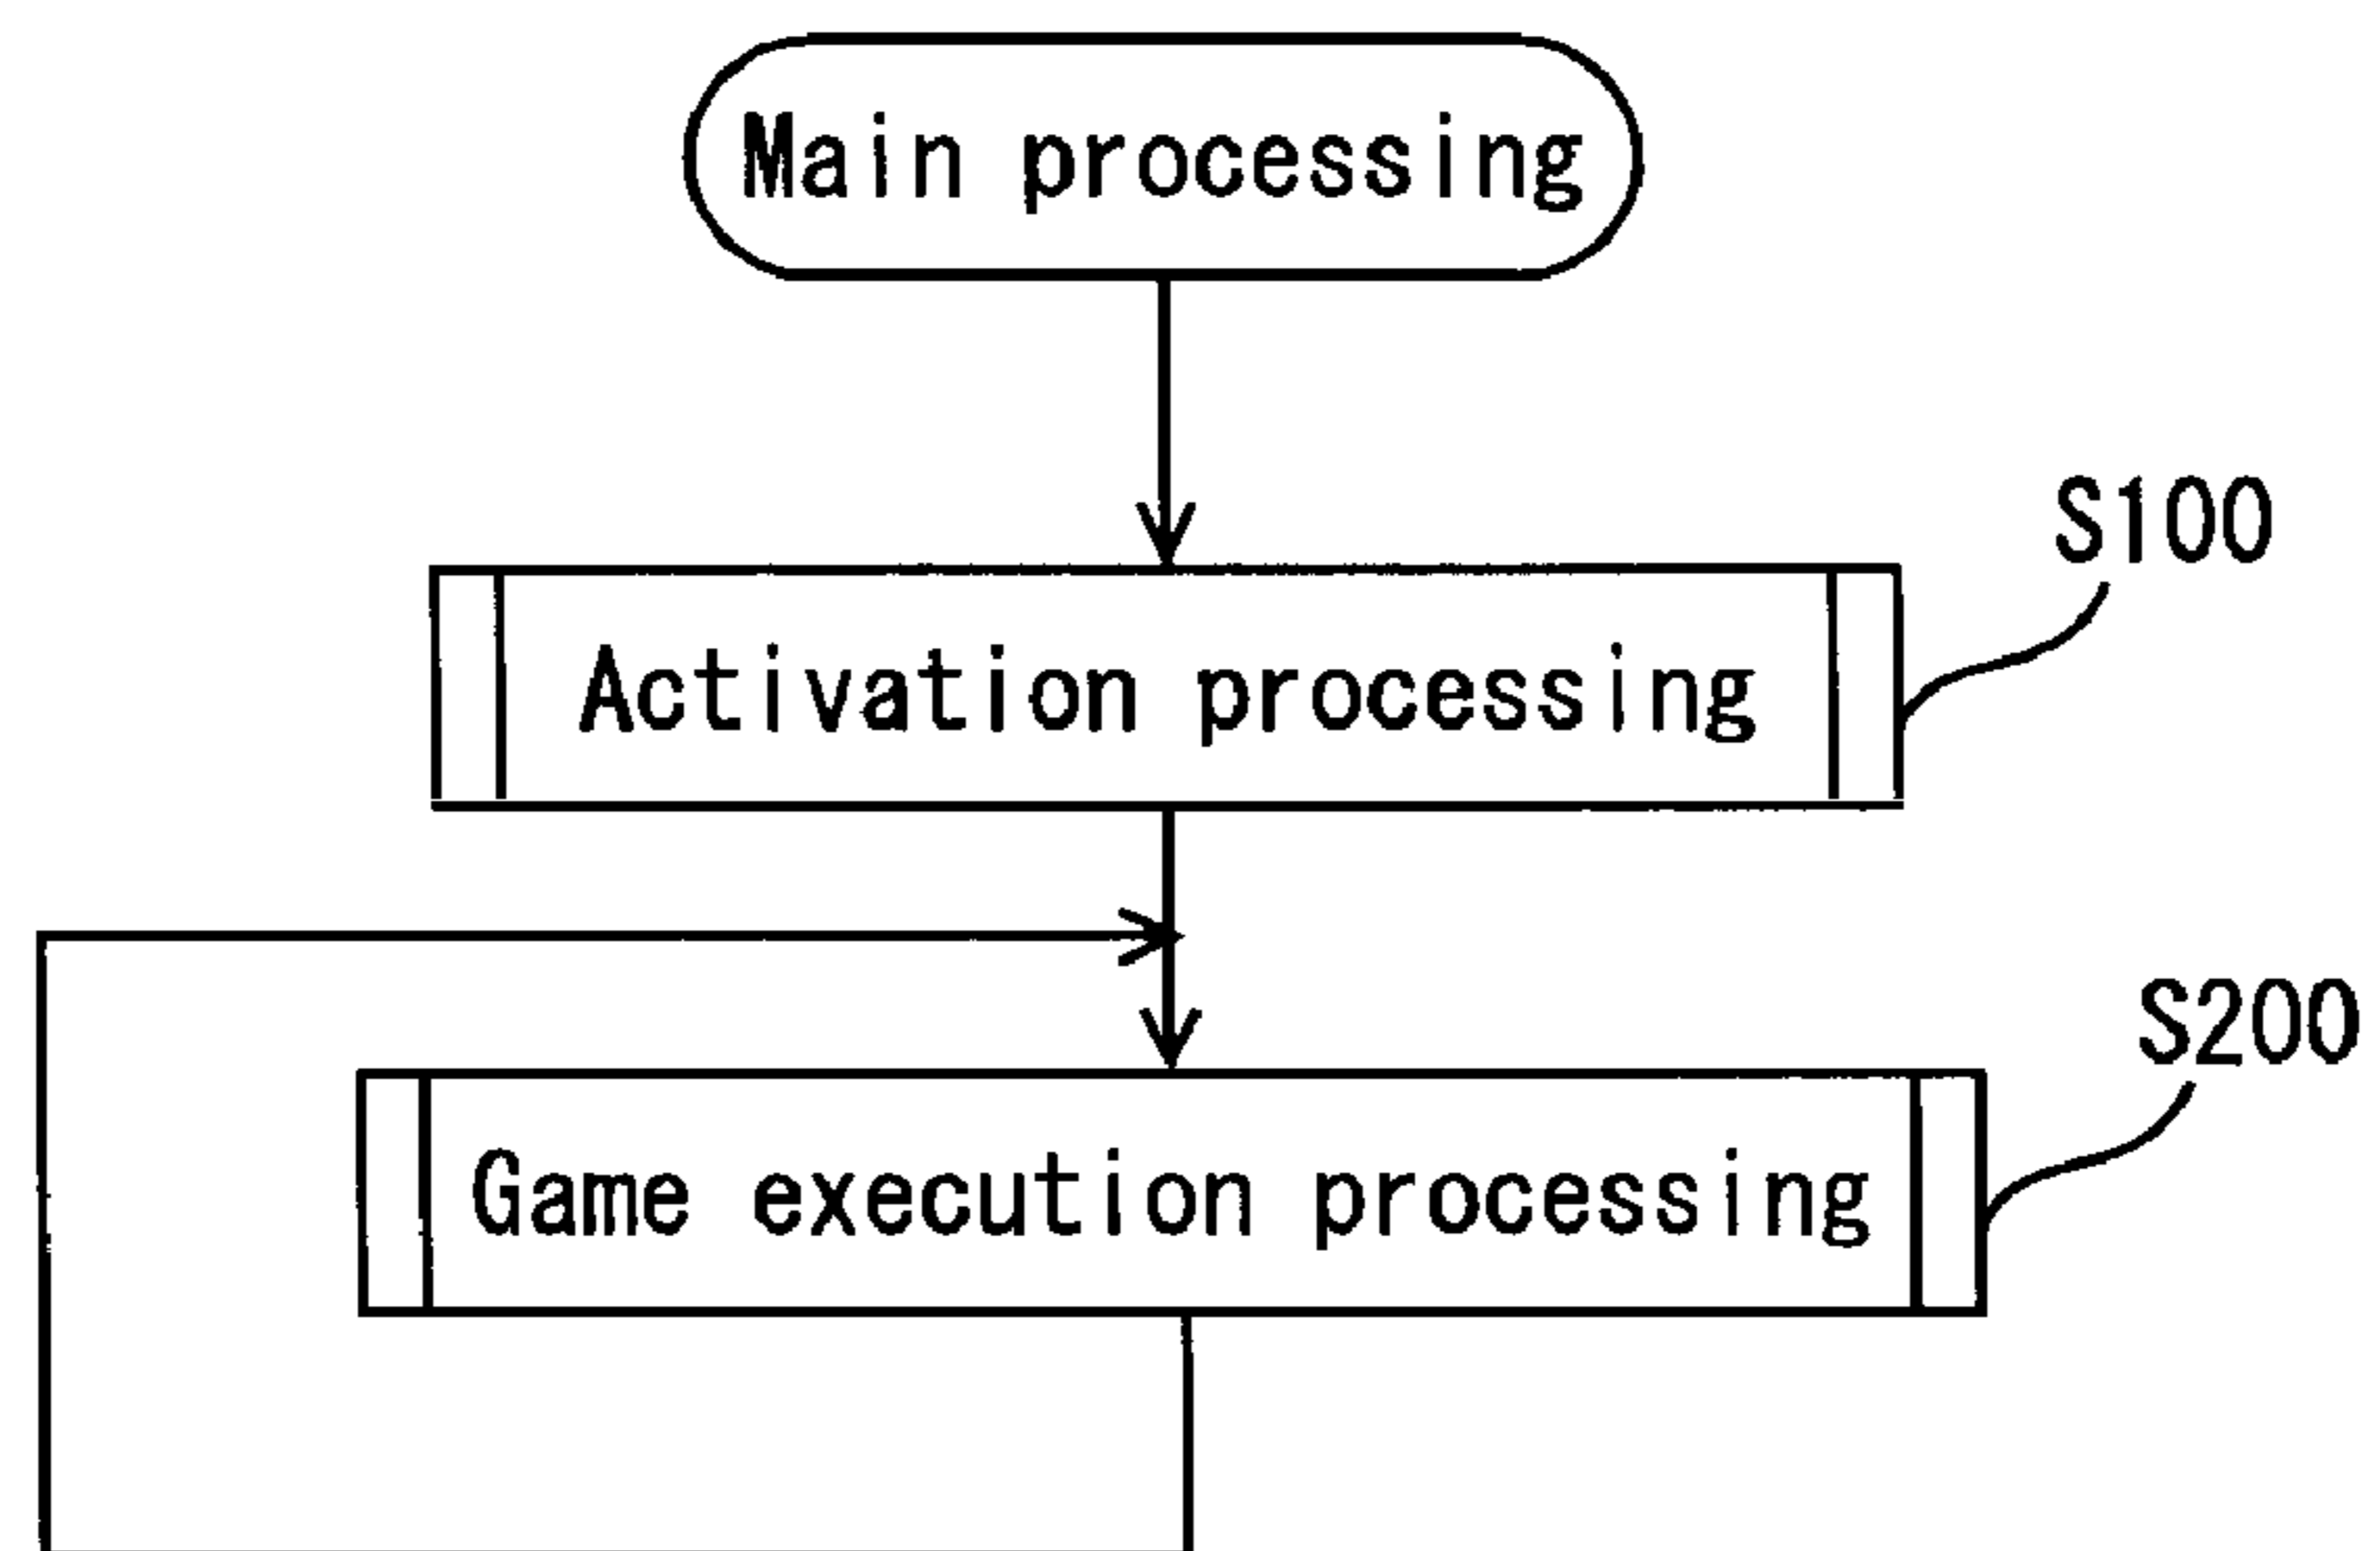 Main processing
S100
Activation processing
S200
Game execution processing